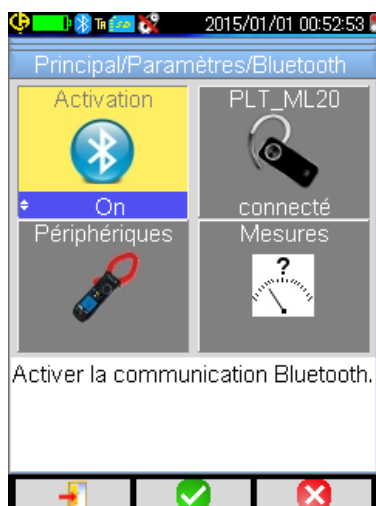 2015/01/01 00:52:53
Principal/Paramètres/Bluetooth
Activation
PLT_ML20
On
connecté
Périphériques
Mesures
?
Activer la communication Bluetooth.